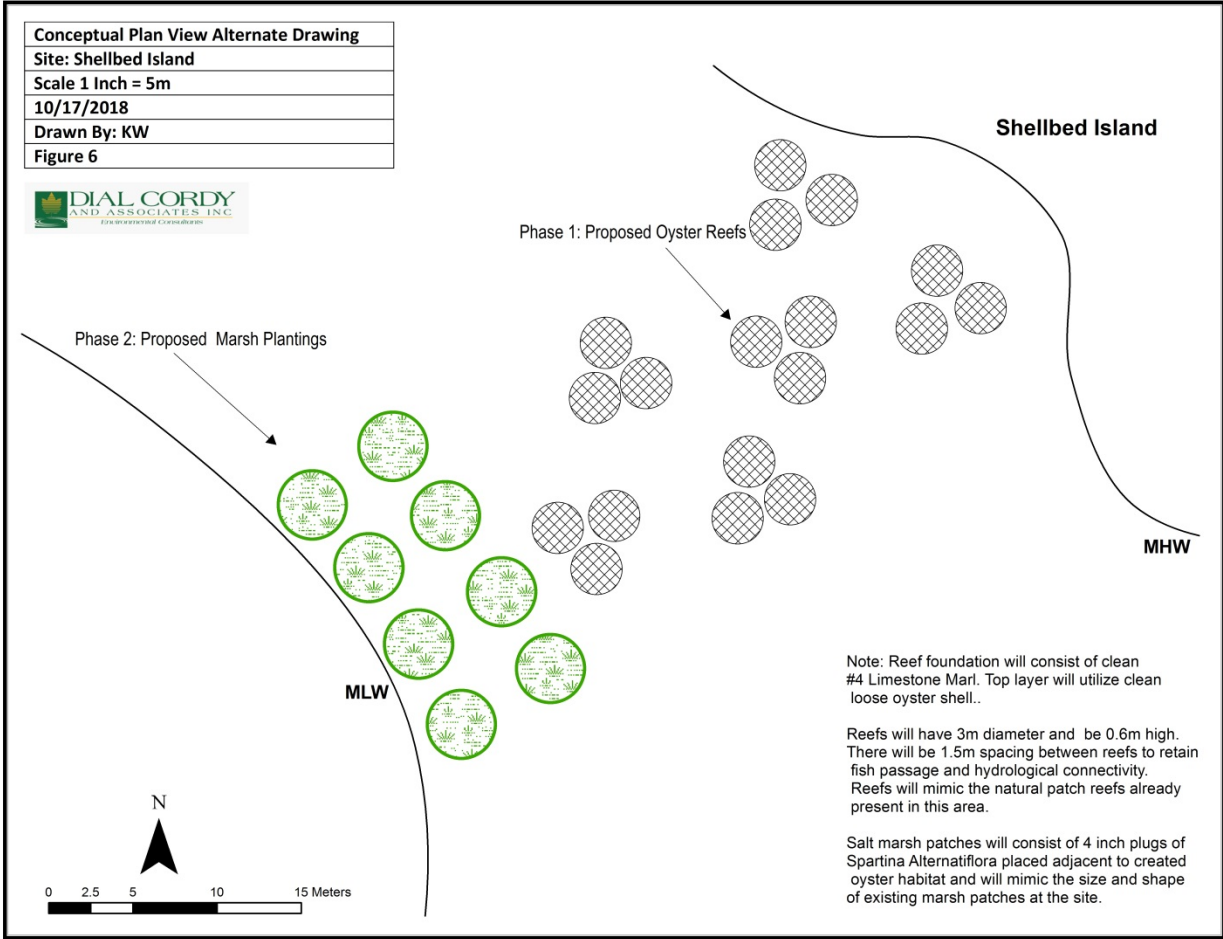 Conceptual Plan View Alternate Drawing
Site: Shellbed Island
Scale 1 Inch = 5m
10/17/2018
Drawn By: KW
Figure 6
DIAL CORDY
AND ASSOCIATES INC
Environmental Consultants
Shellbed Island
Phase 1: Proposed Oyster Reefs
Phase 2: Proposed Marsh Plantings
MHW
MLW
Note: Reef foundation will consist of clean
#4 Limestone Marl. Top layer will utilize clean
loose oyster shell..
Reefs will have 3m diameter and be 0.6m high.
There will be 1.5m spacing between reefs to retain
fish passage and hydrological connectivity.
Reefs will mimic the natural patch reefs already
present in this area.
Salt marsh patches will consist of 4 inch plugs of
Spartina Alternatiflora placed adjacent to created
oyster habitat and will mimic the size and shape
of existing marsh patches at the site.
N
0 2.5 5 10 15 Meters